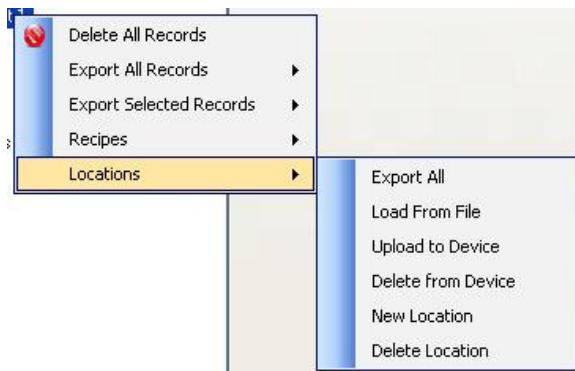 Delete All Records
Export All Records
Export Selected Records
Recipes
Locations
Export All
Load From File
Upload to Device
Delete from Device
New Location
Delete Location